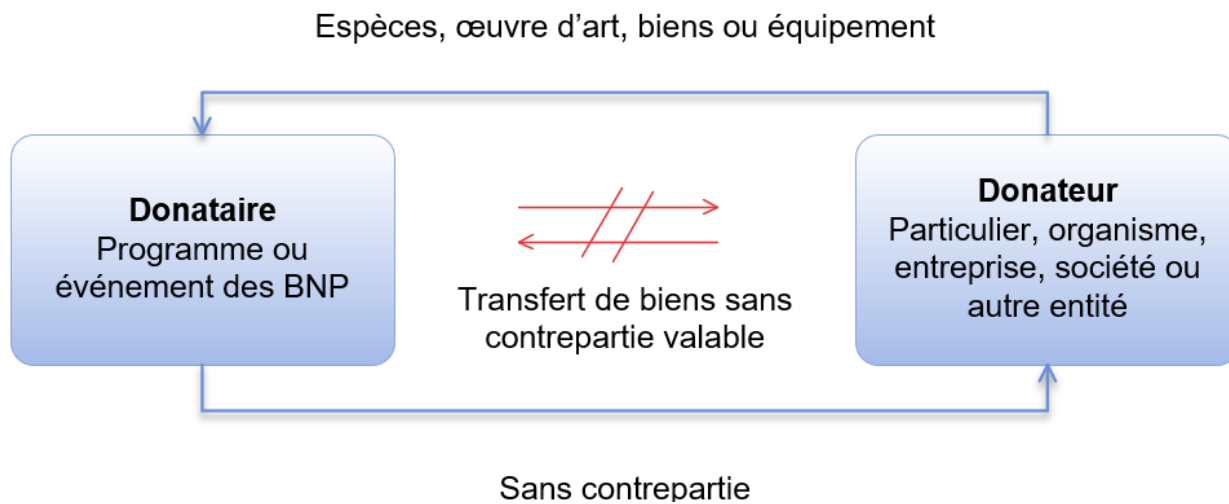 Espèces, œuvre d’art, biens ou équipement
Donataire
Programme ou
événement des BNP
Transfert de biens sans
contrepartie valable
Donateur
Particulier, organisme,
entreprise, société ou
autre entité
Sans contrepartie